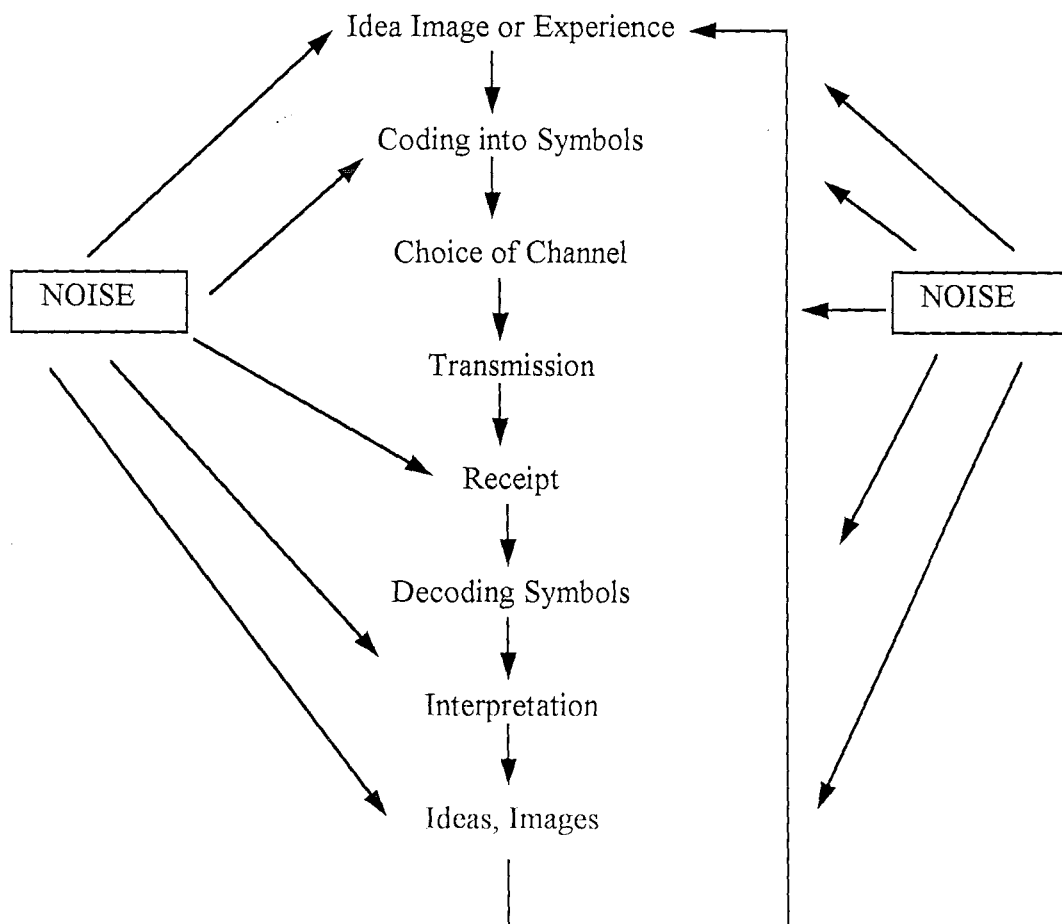 Idea Image or Experience
Coding into Symbols
Choice of Channel
NOISE
NOISE
Transmission
Receipt
Decoding Symbols
Interpretation
Ideas, Images